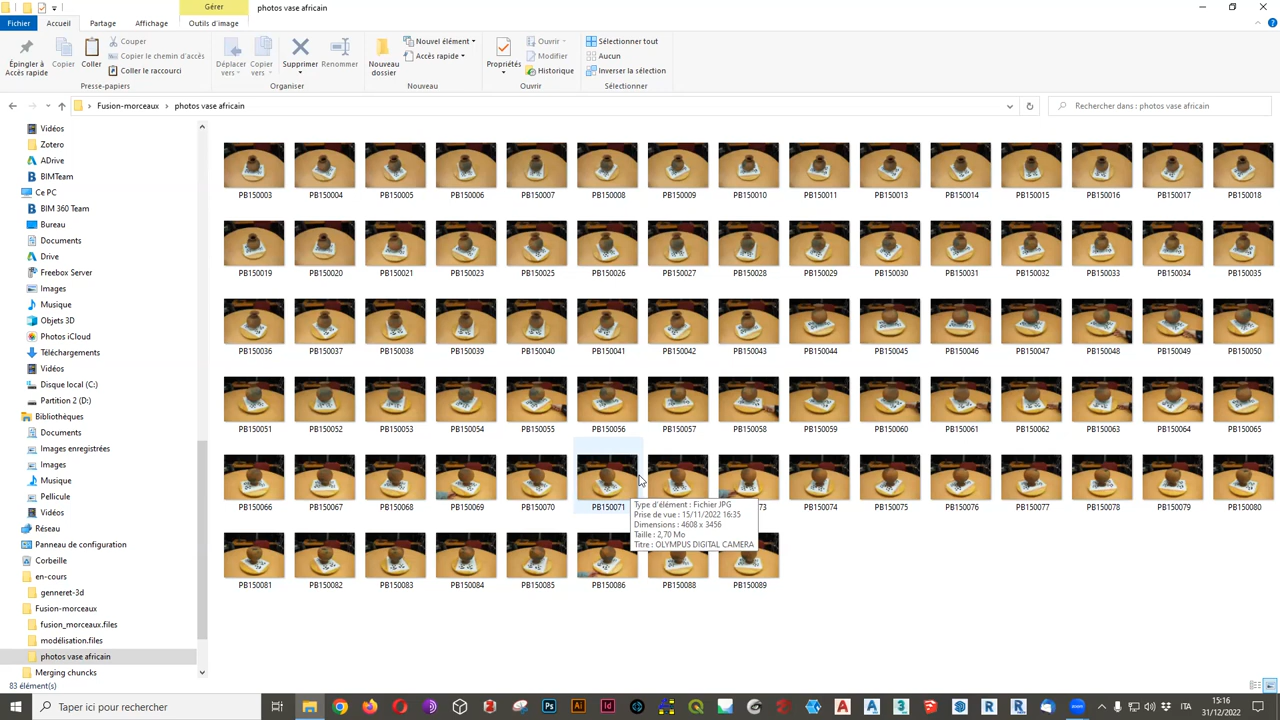 Gérer
photos vase africain
Fichier
Accueil
Partage
Affichage
Outils d'image
Épingler à
Accès rapide
Copier
Coller
Couper
Copier le chemin d'accès
Coller le raccourci
Presse-papiers
Déplacer
vers
Copier
vers
Supprimer
Renommer
Organiser
Nouveau
dossier
Nouvel élément
Accès rapide
Nouveau
Propriétés
Ouvrir
Modifier
Historique
Ouvrir
Sélectionner tout
Aucun
Inverser la sélection
Sélectionner
Fusion-morceaux
photos vase africain
Rechercher dans : photos vase africain
Vidéos
Zotero
ADrive
BIMTeam
Ce PC
BIM 360 Team
Bureau
Documents
Drive
Freebox Server
Images
Musique
Objets 3D
Photos iCloud
Téléchargements
Vidéos
Disque local (C:)
Partition 2 (D:)
Bibliothèques
Documents
Images enregistrées
Images
Musique
Pellicule
Vidéos
Réseau
Panneau de configuration
Corbeille
en-cours
genneret-3d
Fusion-morceaux
fusion_morceaux.files
modélisation.files
photos vase africain
Merging chuncks
PB150003 PB150004 PB150005 PB150006 PB150007 PB150008 PB150009 PB150010 PB150011 PB150013 PB150014 PB150015 PB150016 PB150017 PB150018
PB150019 PB150020 PB150021 PB150023 PB150025 PB150026 PB150027 PB150028 PB150029 PB150030 PB150031 PB150032 PB150033 PB150034 PB150035
PB150036 PB150037 PB150038 PB150039 PB150040 PB150041 PB150042 PB150043 PB150044 PB150045 PB150046 PB150047 PB150048 PB150049 PB150050
PB150051 PB150052 PB150053 PB150054 PB150055 PB150056 PB150057 PB150058 PB150059 PB150060 PB150061 PB150062 PB150063 PB150064 PB150065
PB150066 PB150067 PB150068 PB150069 PB150070 PB150071 73 PB150074 PB150075 PB150076 PB150077 PB150078 PB150079 PB150080
Type d'élément : Fichier JPG
Prise de vue : 15/11/2022 16:35
Dimensions : 4608 x 3456
Taille : 2,70 Mo
Titre : OLYMPUS DIGITAL CAMERA
PB150081 PB150082 PB150083 PB150084 PB150085 PB150086 PB150088 PB150089
83 élément(s)
Taper ici pour rechercher
ITA
15:16
31/12/2022